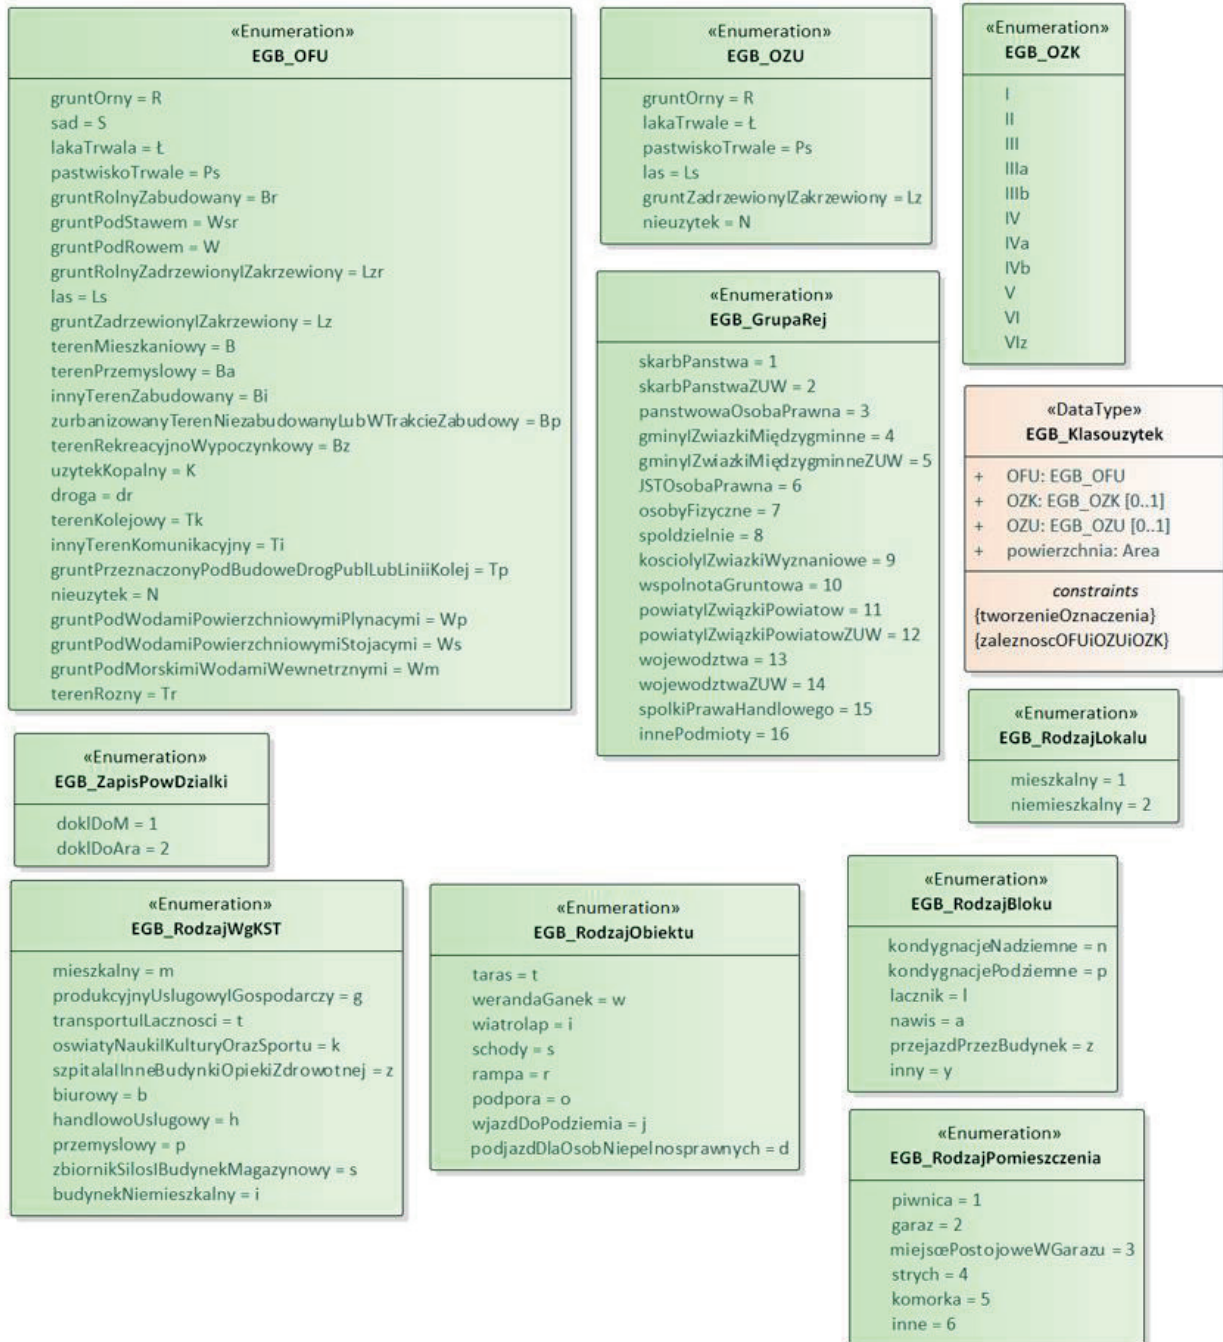 «Enumeration»
EGB_OFU
gruntOrny = R
sad = S
lakaTrwala = Ł
pastwiskoTrwale = Ps
gruntRolnyZabudowany = Br
gruntPodStawem = Wsr
gruntPodRowem = W
gruntRolnyZadrzewionyIZakrzewiony = Lzr
las = Ls
gruntZadrzewionyIZakrzewiony = Lz
terenMieszkaniowy = B
terenPrzemyslowy = Ba
innyTerenZabudowany = Bi
zurbanizowanyTerenNiezabudowanyLubWTrakcieZabudowy = Bp
terenRekreacyjnoWypoczynkowy = Bz
uzytekKopalny = K
droga = dr
terenKolejowy = Tk
innyTerenKomunikacyjny = Ti
gruntPrzeznaczonyPodBudoweDrogPublLubLiniiKolej = Tp
nieuzytek = N
gruntPodWodamiPowierzchniowymiPlynacymi = Wp
gruntPodWodamiPowierzchniowymiStojacymi = Ws
gruntPodMorskimiWodamiWewnetrznymi = Wm
terenRozny = Tr
«Enumeration»
EGB_OZU
gruntOrny = R
lakaTrwale = Ł
pastwiskoTrwale = Ps
las = Ls
gruntZadrzewionyIZakrzewiony = Lz
nieuzytek = N
«Enumeration»
EGB_OZK
I
II
III
IIIa
IIIb
IV
IVa
IVb
V
VI
VIz
«Enumeration»
EGB_GrupaRej
skarbPanstwa = 1
skarbPanstwaZUW = 2
panstwowaOsobaPrawna = 3
gminyIZwiazkiMiędzygminne = 4
gminyIZwiazkiMiędzygminneZUW = 5
JSTOsobaPrawna = 6
osobyFizyczne = 7
spoldzielnie = 8
koscioly​IZwiazkiWyznaniowe = 9
wspolnotaGruntowa = 10
powiatyIZwiązkiPowiatow = 11
powiatyIZwiązkiPowiatowZUW = 12
wojewodztwa = 13
wojewodztwaZUW = 14
spolkiPrawaHandlowego = 15
innePodmioty = 16
«DataType»
EGB_Klasouzytek
+ OFU: EGB_OFU
+ OZK: EGB_OZK [0..1]
+ OZU: EGB_OZU [0..1]
+ powierzchnia: Area
constraints
{tworzenieOznaczenia}
{zaleznoscOFUiOZUiOZK}
«Enumeration»
EGB_RodzajLokalu
mieszkalny = 1
niemieszkalny = 2
«Enumeration»
EGB_ZapisPowDzialki
doklDoM = 1
doklDoAra = 2
«Enumeration»
EGB_RodzajWgKST
mieszkalny = m
produkcyjnyUslugowyIGospodarczy = g
transportuILacznosci = t
oswiatyNaukiIKulturyOrazSportu = k
szpitalaIInneBudynkiOpiekiZdrowotnej = z
biurowy = b
handlowoUslugowy = h
przemyslowy = p
zbiornikSilosIBudynekMagazynowy = s
budynekNiemieszkalny = i
«Enumeration»
EGB_RodzajObiektu
taras = t
werandaGanek = w
wiatrolap = i
schody = s
rampa = r
podpora = o
wjazdDoPodziemia = j
podjazdDlaOsobNiepelnosprawnych = d
«Enumeration»
EGB_RodzajBloku
kondygnacjeNadziemne = n
kondygnacjePodziemne = p
lacznik = l
nawis = a
przejazdPrzezBudynek = z
inny = y
«Enumeration»
EGB_RodzajPomieszczenia
piwnica = 1
garaz = 2
miejscePostojoweWGarazu = 3
strych = 4
komorka = 5
inne = 6